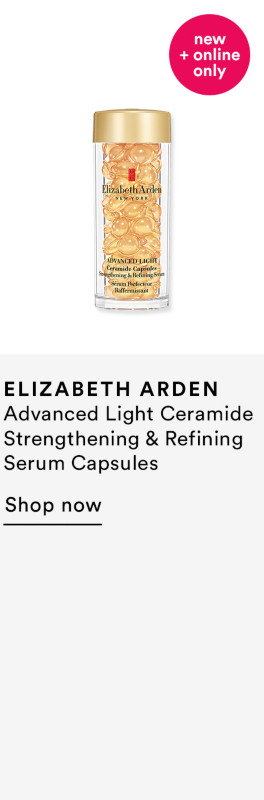 new
+ online
only
Elizabeth Arden
NEW YORK
ADVANCED LIGHT
Ceramide Capsules
Strengthening & Refining Serum
Sérum Perfecteur
Raffermissant
ELIZABETH ARDEN
Advanced Light Ceramide
Strengthening & Refining
Serum Capsules
Shop now